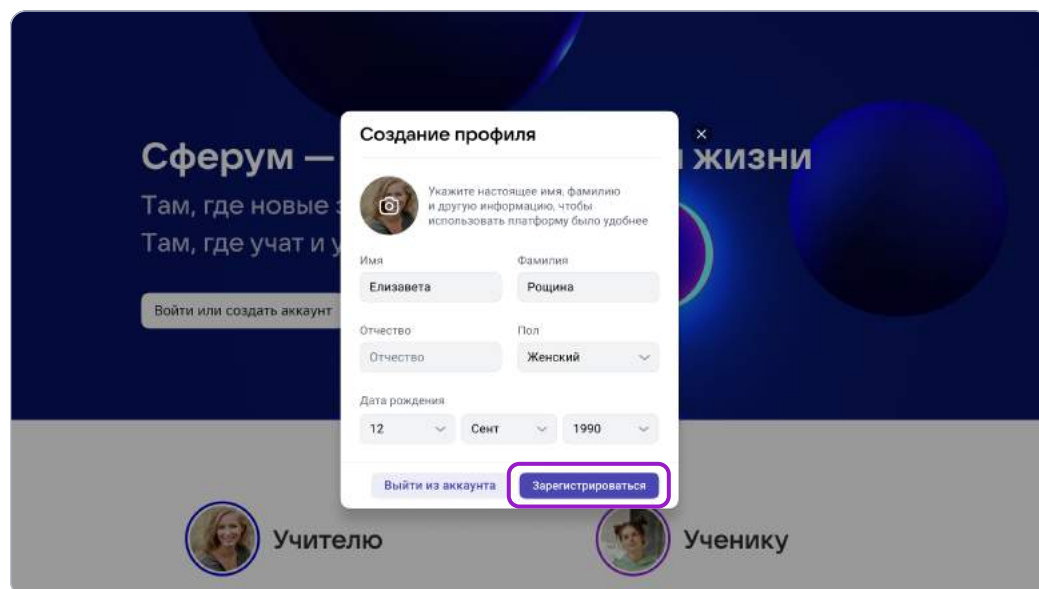 Создание профиля
Сферум —
жизни
Там, где новые
Там, где учат и у
Войти или создать аккаунт
Укажите настоящее имя, фамилию
и другую информацию, чтобы
использовать платформу было удобнее
Имя
Фамилия
Елизавета
Рощина
Отчество
Пол
Отчество
Женский
Дата рождения
12
Сент
1990
Выйти из аккаунта
Зарегистрироваться
Учителю
Ученику